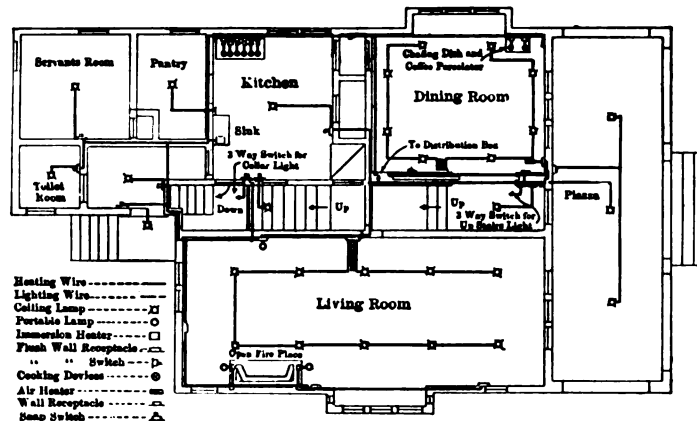 Servants Room
Pantry
Kitchen
Sink
Chafing Dish and
Coffee Percolator
Dining Room
To Distribution Box
3 Way Switch for
Cellar Light
Toilet
Room
Down
Up
Up
3 Way Switch for
Up Stairs Light
Piazza
Living Room
Open Fire Place
Heating Wire
Lighting Wire
Ceiling Lamp
Portable Lamp
Immersion Heater
Flush Wall Receptacle
" " Switch
Cooking Devices
Air Heater
Wall Receptacle
Snap Switch